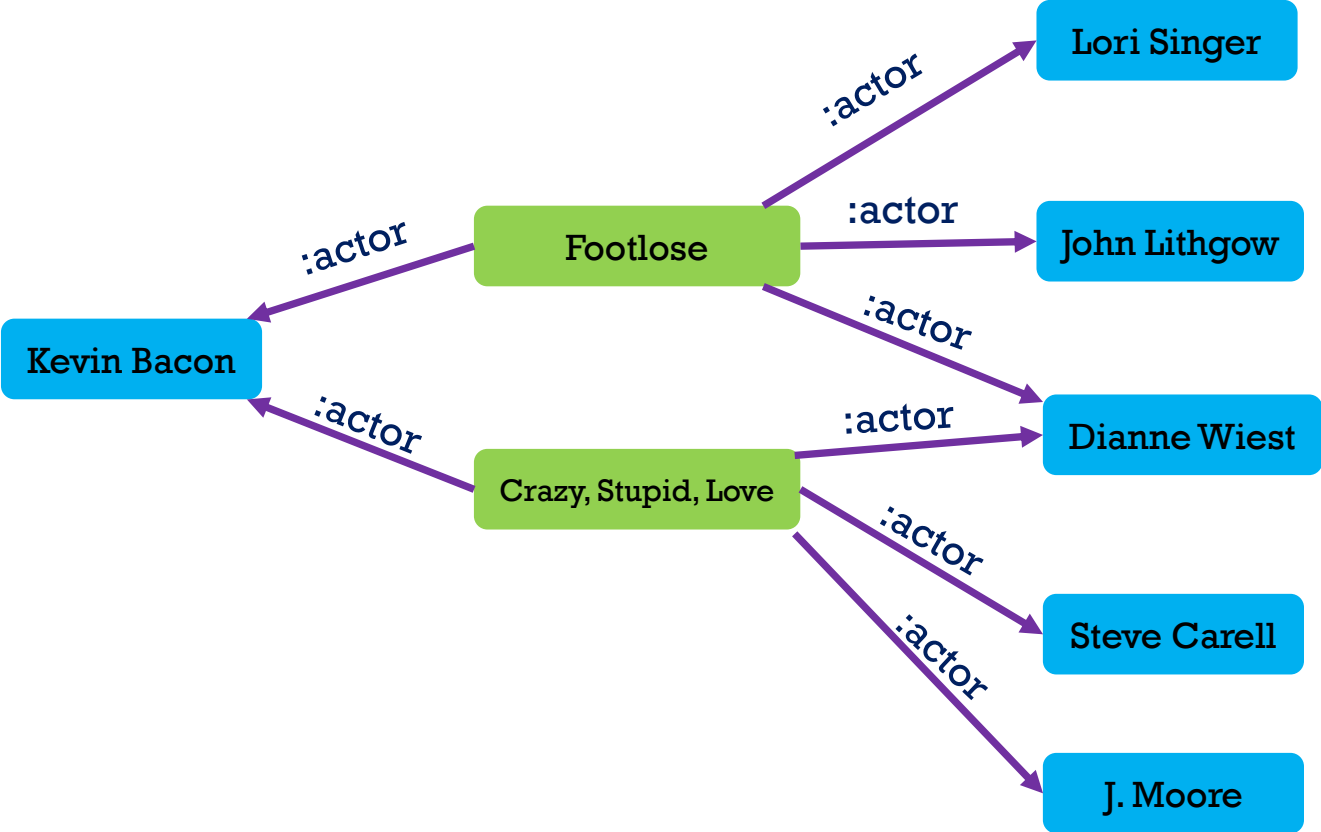 Lori Singer
:actor
:actor
Footlose
:actor
John Lithgow
:actor
:actor
Kevin Bacon
:actor
:actor
Dianne Wiest
Crazy, Stupid, Love
:actor
Steve Carell
:actor
J. Moore